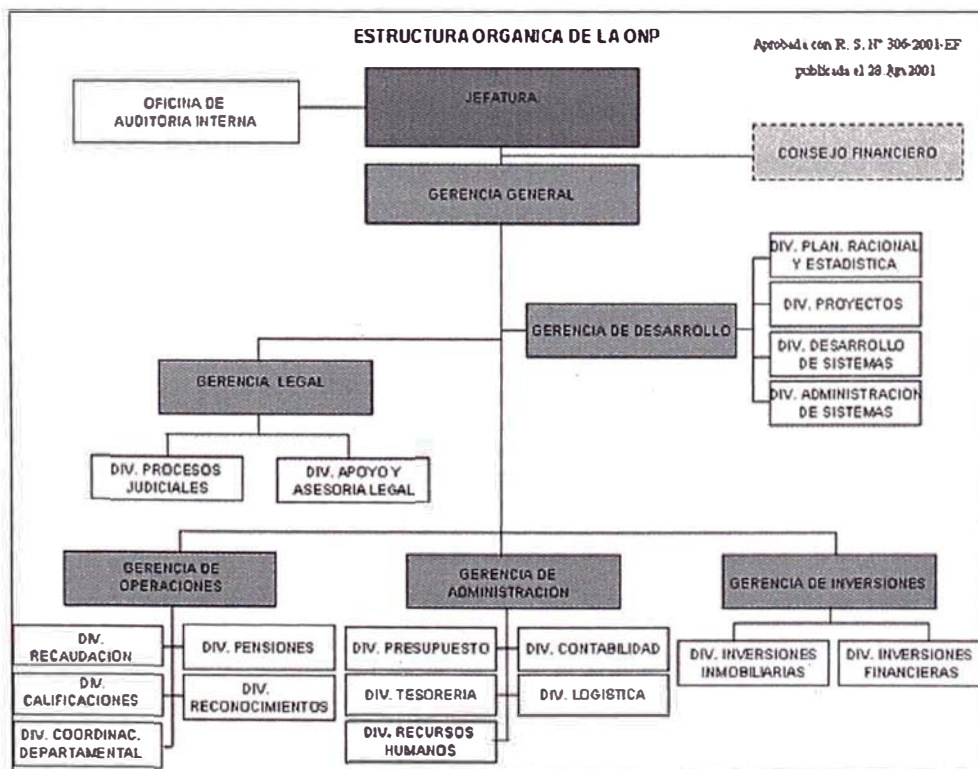 ESTRUCTURA ORGANICA DE LA ONP
Aprobada con R. S. N° 306-2001-EF
publicada el 28.Jun.2001
JEFATURA
OFICINA DE
AUDITORIA INTERNA
CONSEJO FINANCIERO
GERENCIA GENERAL
DIV. PLAN. RACIONAL
Y ESTADISTICA
DIV. PROYECTOS
GERENCIA DE DESARROLLO
DIV. DESARROLLO
DE SISTEMAS
DIV. ADMINISTRACION
DE SISTEMAS
GERENCIA LEGAL
DIV. PROCESOS
JUDICIALES
DIV. APOYO Y
ASESORIA LEGAL
GERENCIA DE
OPERACIONES
GERENCIA DE
ADMINISTRACION
GERENCIA DE INVERSIONES
DIV.
RECAUDACIÓN
DIV. PENSIONES
DIV.
CALIFICACIONES
DIV.
RECONOCIMIENTOS
DIV. COORDINAC.
DEPARTAMENTAL
DIV. PRESUPUESTO
DIV. CONTABILIDAD
DIV. TESORERIA
DIV. LOGÍSTICA
DIV. RECURSOS
HUMANOS
DIV. INVERSIONES
INMOBILIARIAS
DIV. INVERSIONES
FINANCIERAS